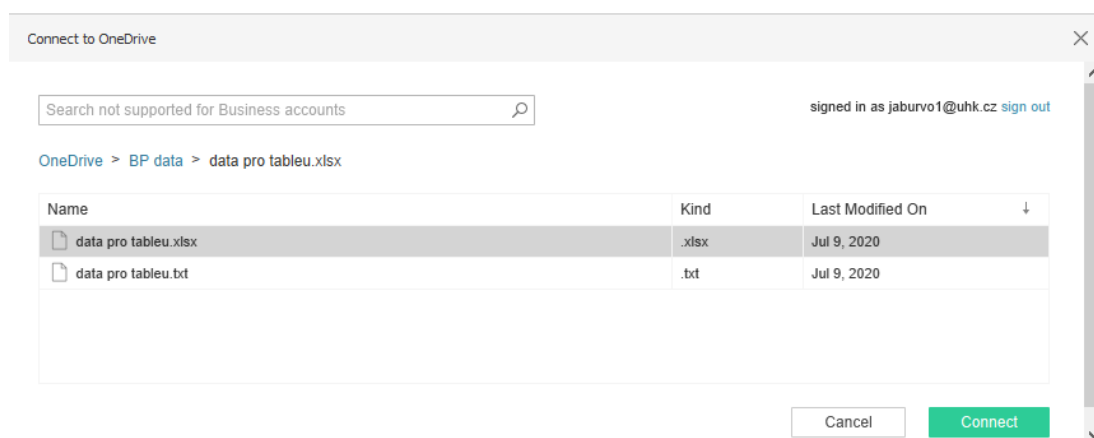 Connect to OneDrive
Search not supported for Business accounts
signed in as jaburvo1@uhk.cz sign out
OneDrive > BP data > data pro tableu.xlsx
Name Kind Last Modified On ↓
data pro tableu.xlsx .xlsx Jul 9, 2020
data pro tableu.txt .txt Jul 9, 2020
Cancel Connect